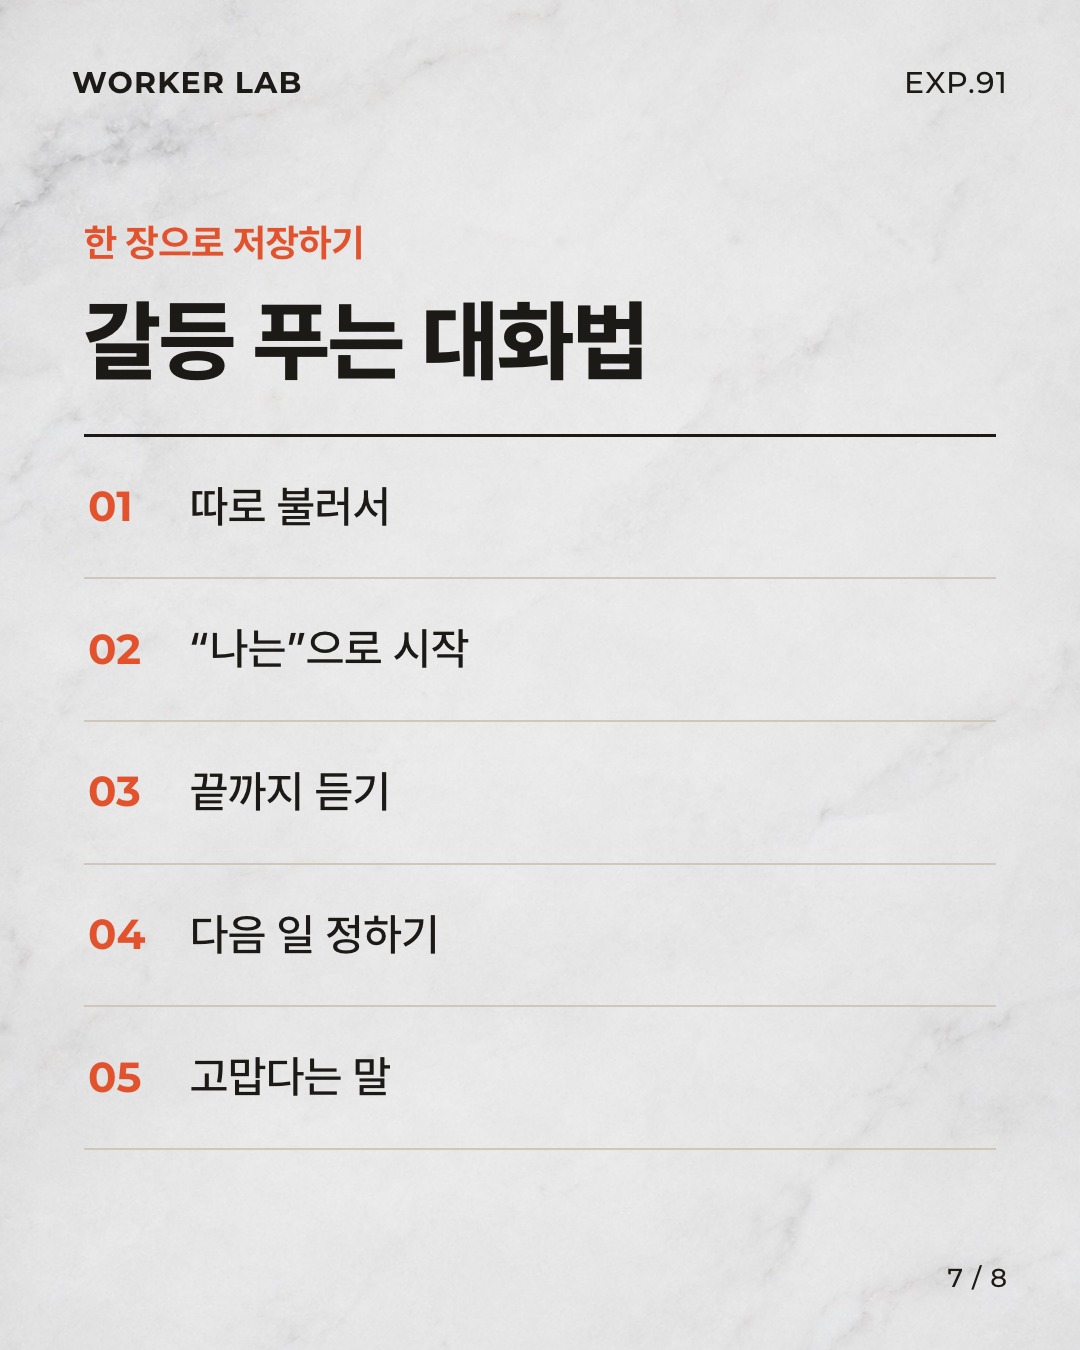 WORKER LAB
EXP.91
한 장으로 저장하기
갈등 푸는 대화법
01 따로 불러서
02 “나는”으로 시작
03 끝까지 듣기
04 다음 일 정하기
05 고맙다는 말
7 / 8